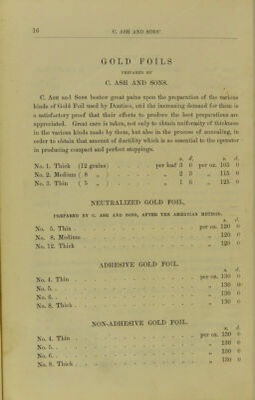 16 C. ASH AND SONS'
GOLD FOILS
PREPARED BY
C. ASH AND SONS.
C. Ash and Sons bestow great pains upon the preparation of the various
kinds of Gold Foil used by Dentists, and the increasing demand for them is
a satisfactory proof that their efforts to produce the best preparations are
appreciated. Great care is taken, not only to obtain uniformity of thickness
in the various kinds made by them, but also in the process of annealing, in
order to obtain that amount of ductility which is so essential to the operator
in producing compact and perfect stoppings.
s. d. s. d.
No. 1. Thick (12 grains) . . . . per leaf 3 0 per oz. 105 0
No. 2. Medium ( 8 „ ) . . . . „ 2 3 „ 115 0
No. 3. Thin ( 5 „ ) . . . . „ 1 6 „ 125 0
NEUTRALIZED GOLD FOIL,
PREPARED BY C. ASH AND SONS, AFTER THE AMERICAN METHOD.
s. d.
No. 5. Thin . . . . . . . . per oz. 120 0
No. 8. Medium . . . . . . . . „ 120 0
No. 12. Thick . . . . . . . . „ 120 0
ADHESIVE GOLD FOIL.
s. d.
No. 4. Thin . . . . . . . . per oz. 130 0
No. 5. . . . . . . . . „ 130 0
No. 6. . . . . . . . . „ 130 0
No. 8. Thick . . . . . . . . „ 130 0
NON-ADHESIVE GOLD FOIL.
s. d.
No. 4. Thin . . . . . . . . per oz. 130 0
No. 5. . . . . . . . . „ 130 0
No. 6. . . . . . . . . „ 130 0
No. 8. Thick . . . . . . . . „ 130 0